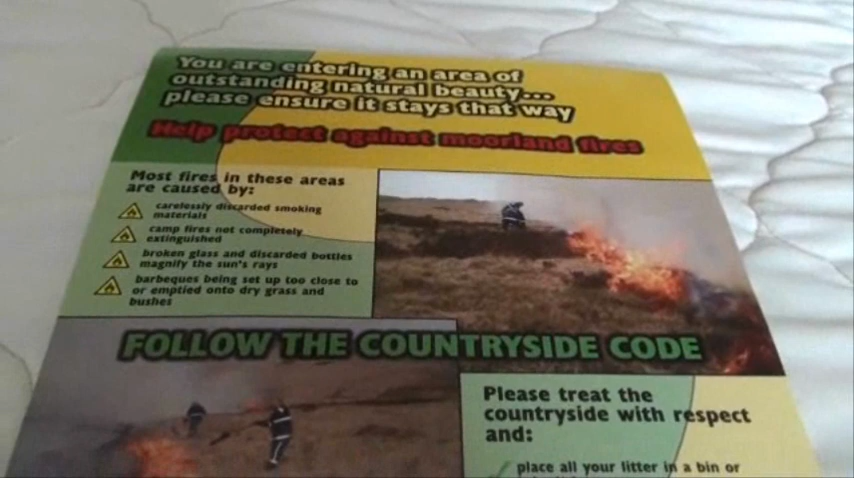 You are entering an area of
outstanding natural beauty...
please ensure it stays that way
Help protect against moorland fires
Most fires in these areas
are caused by:
carelessly discarded smoking
materials
camp fires not completely
extinguished
broken glass and discarded bottles
magnify the sun's rays
barbeques being set up too close to
or emptied onto dry grass and
bushes
FOLLOW THE COUNTRYSIDE CODE
Please treat the
countryside with respect
and:
place all your litter in a bin or